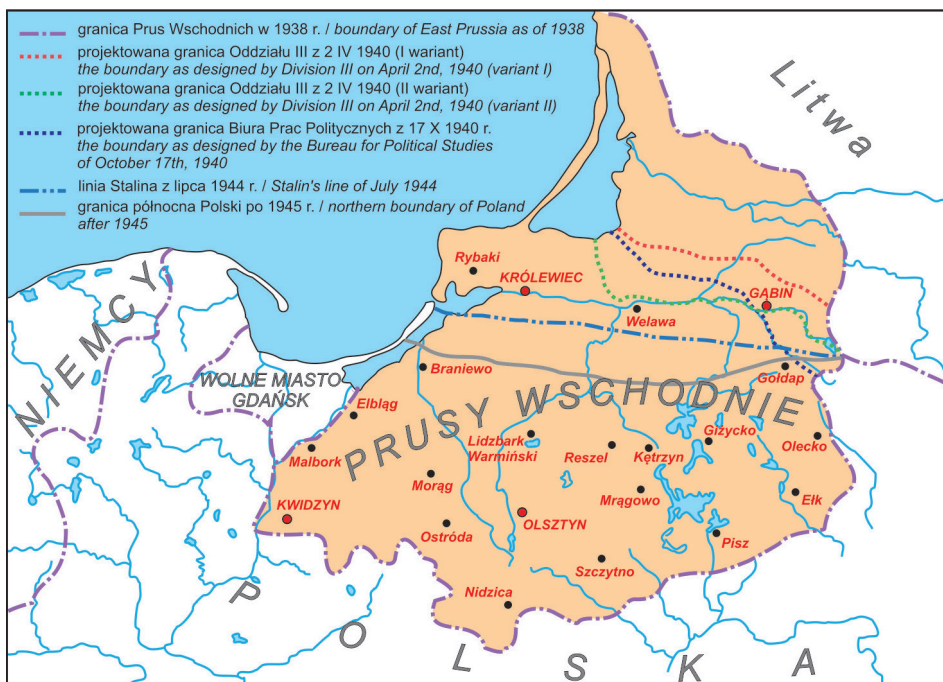 granica Prus Wschodnich w 1938 r. / boundary of East Prussia as of 1938
projektowana granica Oddziału III z 2 IV 1940 (I wariant)
the boundary as designed by Division III on April 2nd, 1940 (variant I)
projektowana granica Oddziału III z 2 IV 1940 (II wariant)
the boundary as designed by Division III on April 2nd, 1940 (variant II)
projektowana granica Biura Prac Politycznych z 17 X 1940 r.
the boundary as designed by the Bureau for Political Studies
of October 17th, 1940
linia Stalina z lipca 1944 r. / Stalin's line of July 1944
granica północna Polski po 1945 r. / northern boundary of Poland
after 1945
Litwa
Rybaki
KRÓLEWIEC
GĄBIN
Welawa
NIEMCY
WOLNE MIASTO
GDAŃSK
Braniewo
Gołdap
PRUSY WSCHODNIE
Elbląg
Malbork
Lidzbark
Warmiński
Reszel
Kętrzyn
Giżycko
Olecko
Morąg
Mrągowo
Ełk
KWIDZYN
Ostróda
OLSZTYN
Pisz
Szczytno
Nidzica
POLSKA